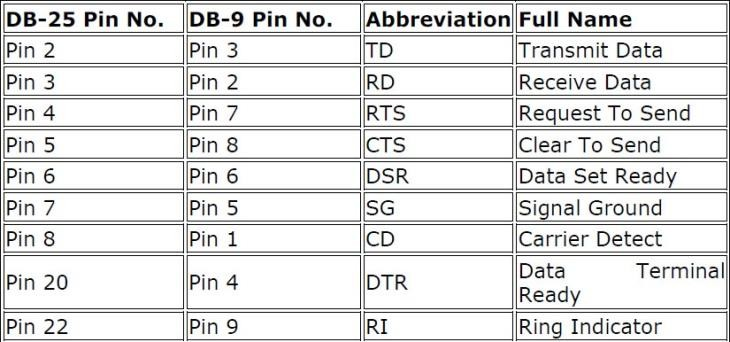 DB-25 Pin No. DB-9 Pin No. Abbreviation Full Name
Pin 2 Pin 3 TD Transmit Data
Pin 3 Pin 2 RD Receive Data
Pin 4 Pin 7 RTS Request To Send
Pin 5 Pin 8 CTS Clear To Send
Pin 6 Pin 6 DSR Data Set Ready
Pin 7 Pin 5 SG Signal Ground
Pin 8 Pin 1 CD Carrier Detect
Pin 20 Pin 4 DTR Data Terminal
Ready
Pin 22 Pin 9 RI Ring Indicator